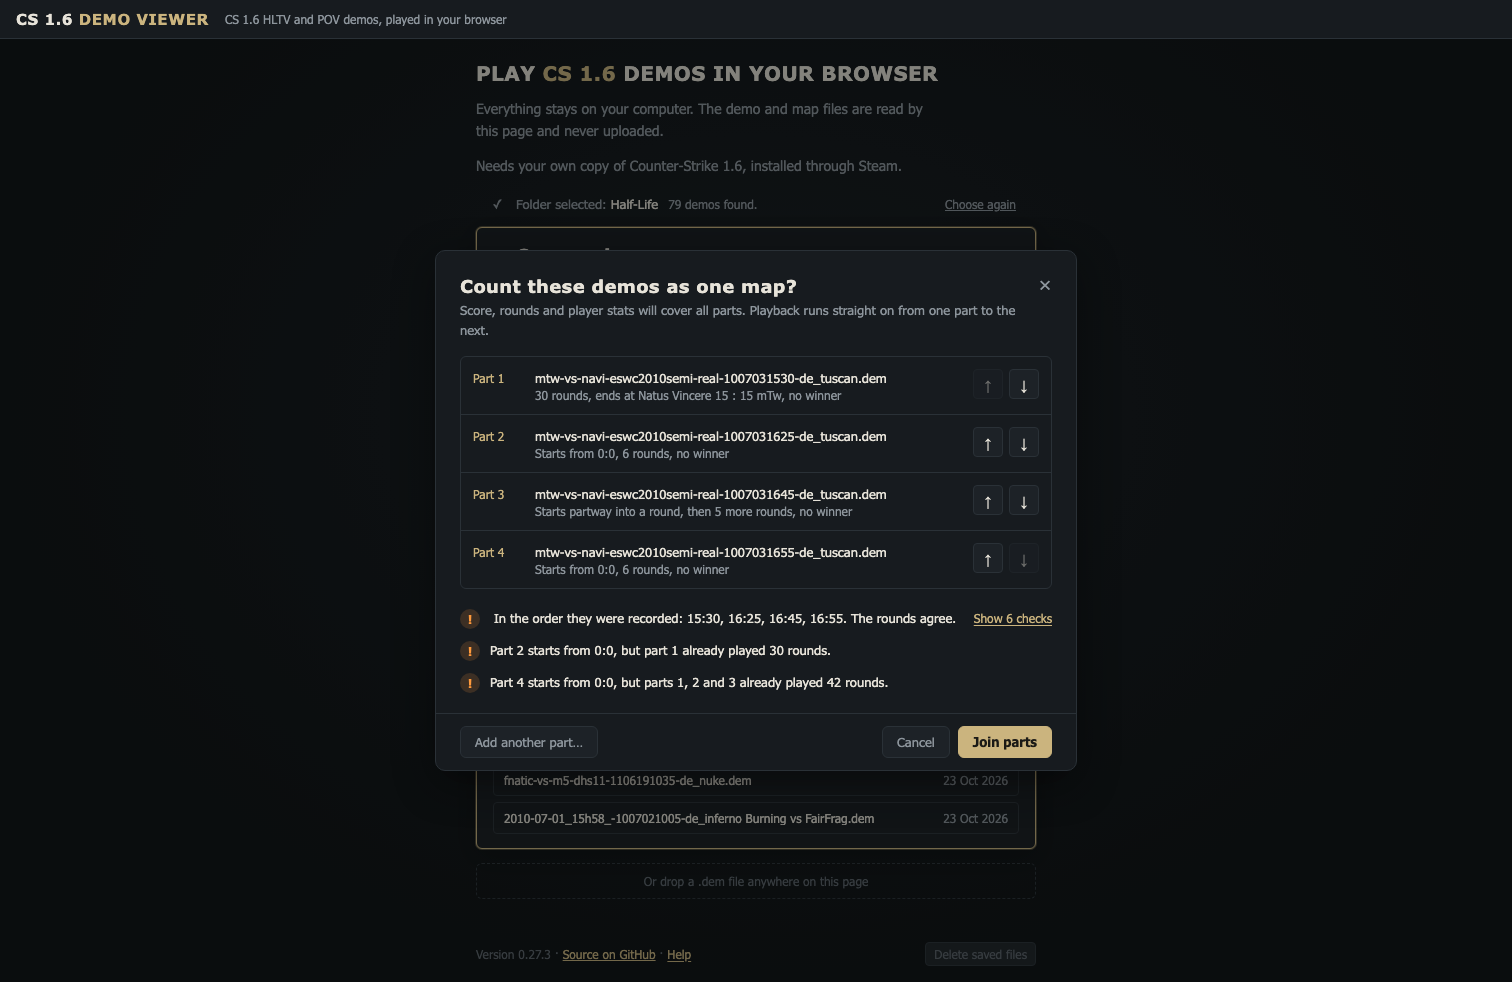 CS 1.6 DEMO VIEWER CS 1.6 HLTV and POV demos, played in your browser
PLAY CS 1.6 DEMOS IN YOUR BROWSER
Everything stays on your computer. The demo and map files are read by
this page and never uploaded.
Needs your own copy of Counter-Strike 1.6, installed through Steam.
✓ Folder selected: Half-Life 79 demos found. Choose again
Count these demos as one map? ✕
Score, rounds and player stats will cover all parts. Playback runs straight on from one part to the
next.
Part 1 mtw-vs-navi-eswc2010semi-real-1007031530-de_tuscan.dem ↑ ↓
30 rounds, ends at Natus Vincere 15 : 15 mTw, no winner
Part 2 mtw-vs-navi-eswc2010semi-real-1007031625-de_tuscan.dem ↑ ↓
Starts from 0:0, 6 rounds, no winner
Part 3 mtw-vs-navi-eswc2010semi-real-1007031645-de_tuscan.dem ↑ ↓
Starts partway into a round, then 5 more rounds, no winner
Part 4 mtw-vs-navi-eswc2010semi-real-1007031655-de_tuscan.dem ↑ ↓
Starts from 0:0, 6 rounds, no winner
! In the order they were recorded: 15:30, 16:25, 16:45, 16:55. The rounds agree. Show 6 checks
! Part 2 starts from 0:0, but part 1 already played 30 rounds.
! Part 4 starts from 0:0, but parts 1, 2 and 3 already played 42 rounds.
Add another part... Cancel Join parts
fnatic-vs-m5-dhs11-1106191035-de_nuke.dem 23 Oct 2026
2010-07-01_15h58_-1007021005-de_inferno Burning vs FairFrag.dem 23 Oct 2026
Or drop a .dem file anywhere on this page
Version 0.27.3 · Source on GitHub · Help Delete saved files